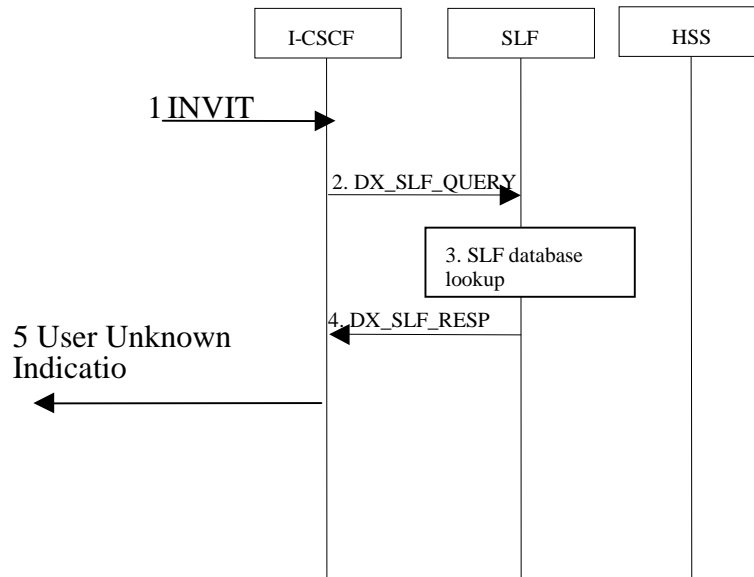 I-CSCF
SLF
HSS
1 INVIT
2. DX_SLF_QUERY
3. SLF database
lookup
4. DX_SLF_RESP
5 User Unknown
Indicatio